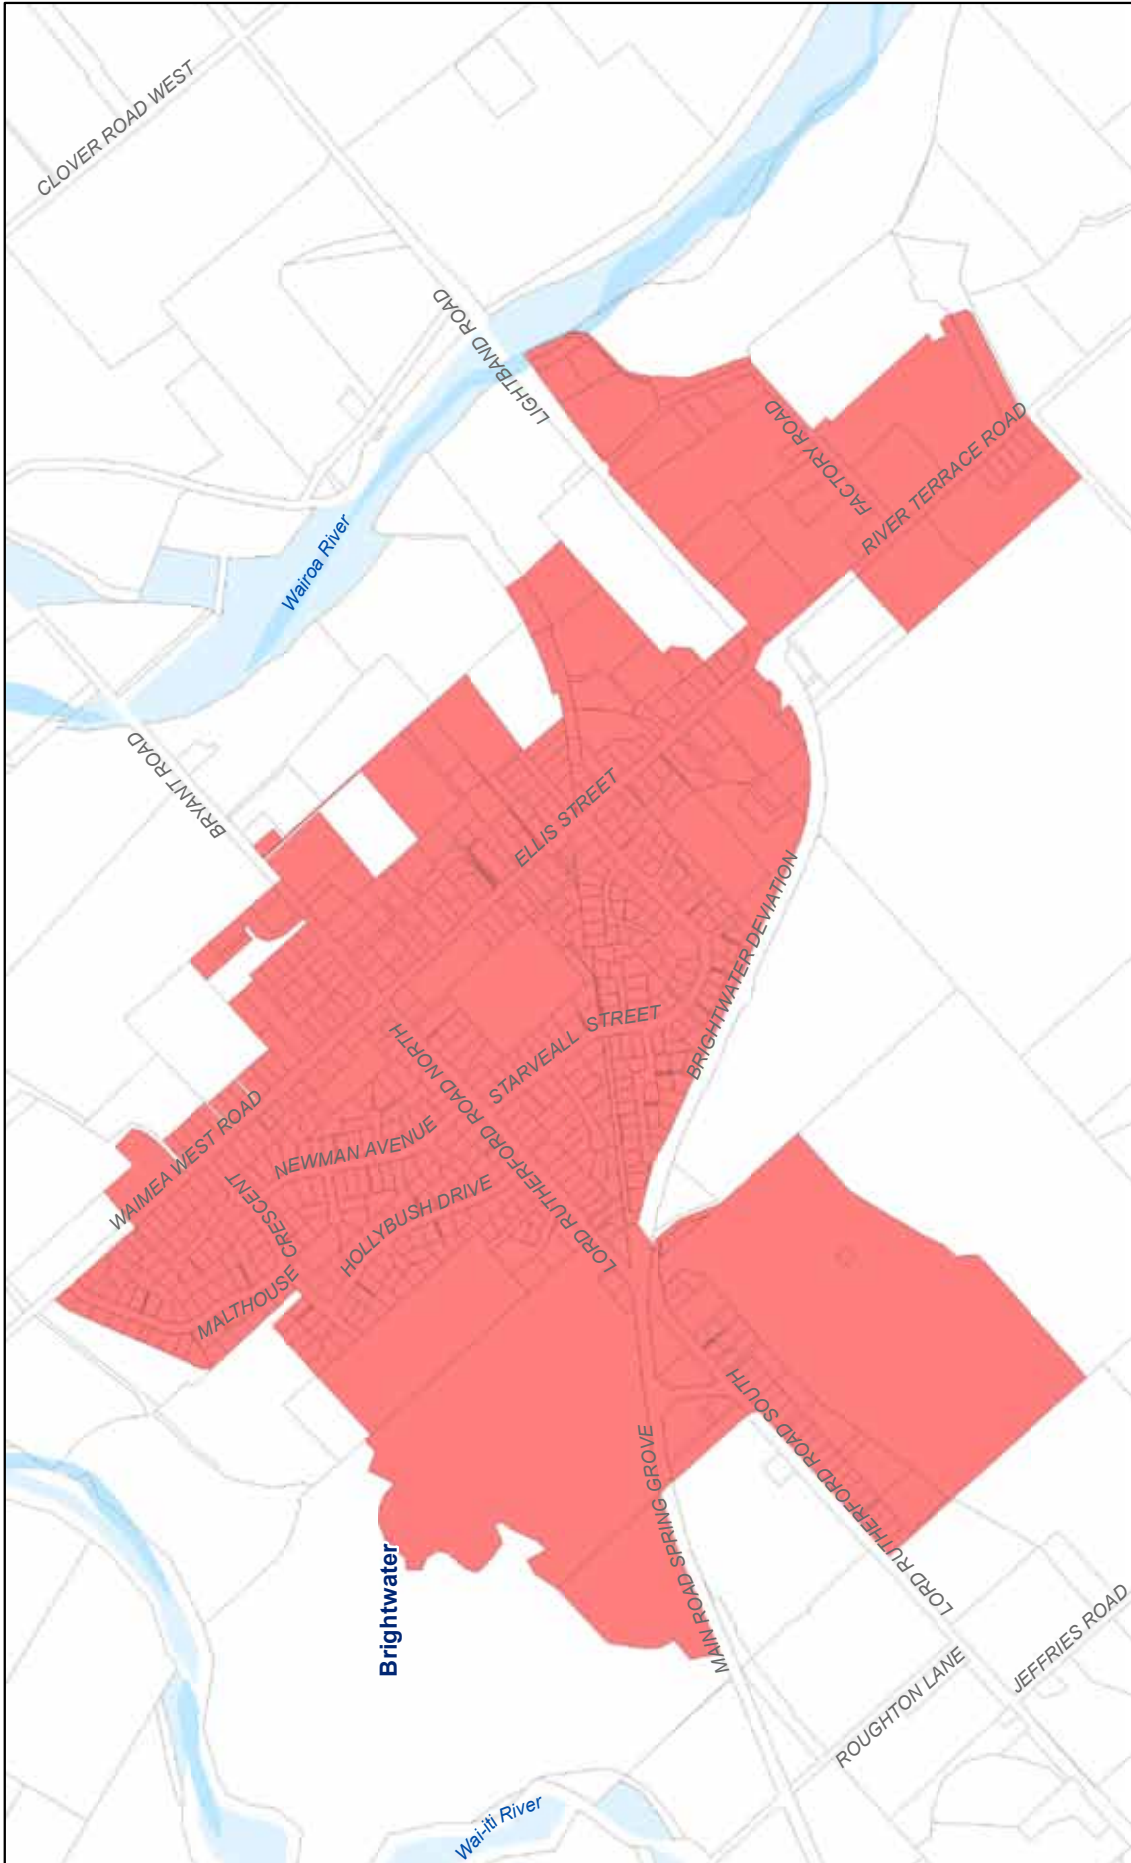 CLOVER ROAD WEST
LIGHTBAND ROAD
Wairoa River
FACTORY ROAD
RIVER TERRACE ROAD
BRYANT ROAD
ELLIS STREET
BRIGHTWATER DEVIATION
STARVEALL STREET
LORD RUTHERFORD ROAD NORTH
WAIMEA WEST ROAD
NEWMAN AVENUE
HOLLYBUSH DRIVE
MALTHOUSE CRESCENT
LORD RUTHERFORD ROAD SOUTH
MAIN ROAD SPRING GROVE
Brightwater
JEFFRIES ROAD
ROUGHTON LANE
Wai-iti River